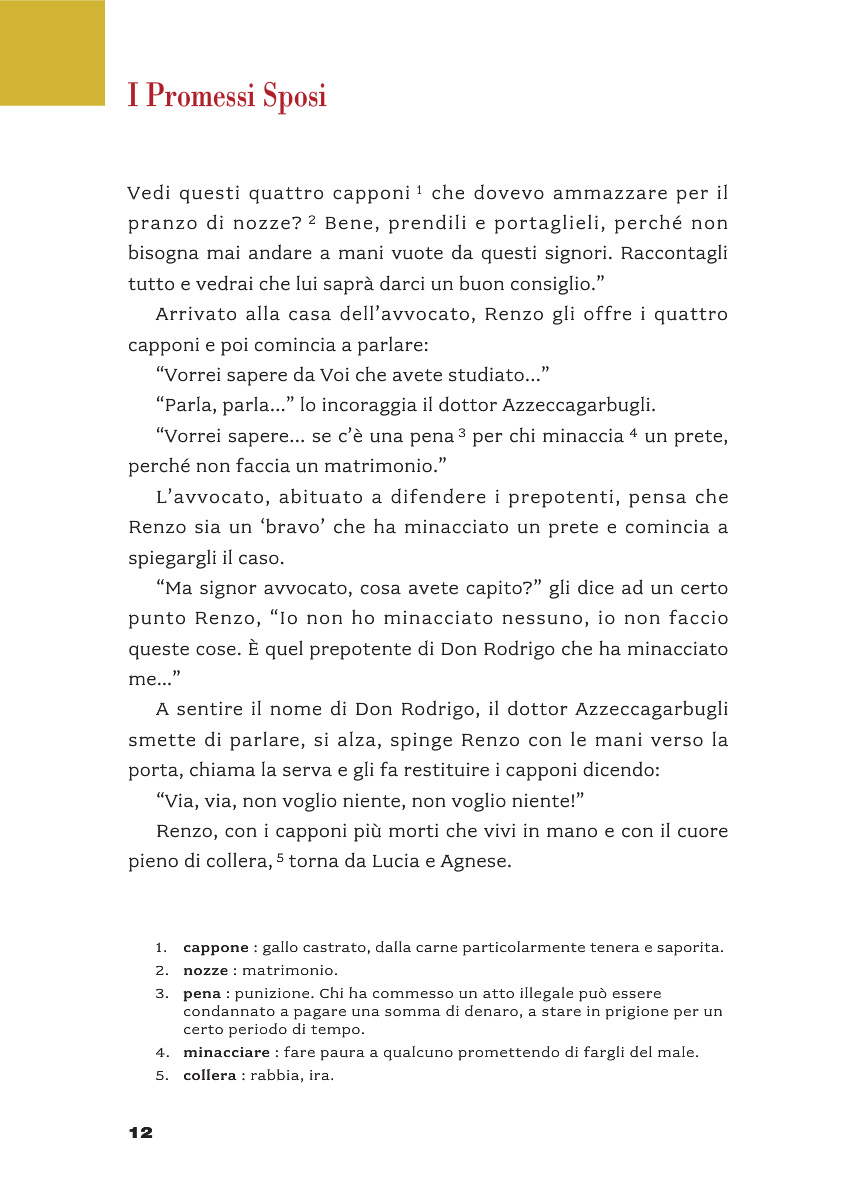 I Promessi Sposi
Vedi questi quattro capponi 1 che dovevo ammazzare per il
pranzo di nozze? 2 Bene, prendili e portaglieli, perché non
bisogna mai andare a mani vuote da questi signori. Raccontagli
tutto e vedrai che lui saprà darci un buon consiglio.”
Arrivato alla casa dell’avvocato, Renzo gli offre i quattro
capponi e poi comincia a parlare:
“Vorrei sapere da Voi che avete studiato...”
“Parla, parla...” lo incoraggia il dottor Azzeccagarbugli.
“Vorrei sapere... se c’è una pena 3 per chi minaccia 4 un prete,
perché non faccia un matrimonio.”
L’avvocato, abituato a difendere i prepotenti, pensa che
Renzo sia un ‘bravo’ che ha minacciato un prete e comincia a
spiegargli il caso.
“Ma signor avvocato, cosa avete capito?” gli dice ad un certo
punto Renzo, “Io non ho minacciato nessuno, io non faccio
queste cose. È quel prepotente di Don Rodrigo che ha minacciato
me...”
A sentire il nome di Don Rodrigo, il dottor Azzeccagarbugli
smette di parlare, si alza, spinge Renzo con le mani verso la
porta, chiama la serva e gli fa restituire i capponi dicendo:
“Via, via, non voglio niente, non voglio niente!”
Renzo, con i capponi più morti che vivi in mano e con il cuore
pieno di collera, 5 torna da Lucia e Agnese.
1. cappone : gallo castrato, dalla carne particolarmente tenera e saporita.
2. nozze : matrimonio.
3. pena : punizione. Chi ha commesso un atto illegale può essere
condannato a pagare una somma di denaro, a stare in prigione per un
certo periodo di tempo.
4. minacciare : fare paura a qualcuno promettendo di fargli del male.
5. collera : rabbia, ira.
12